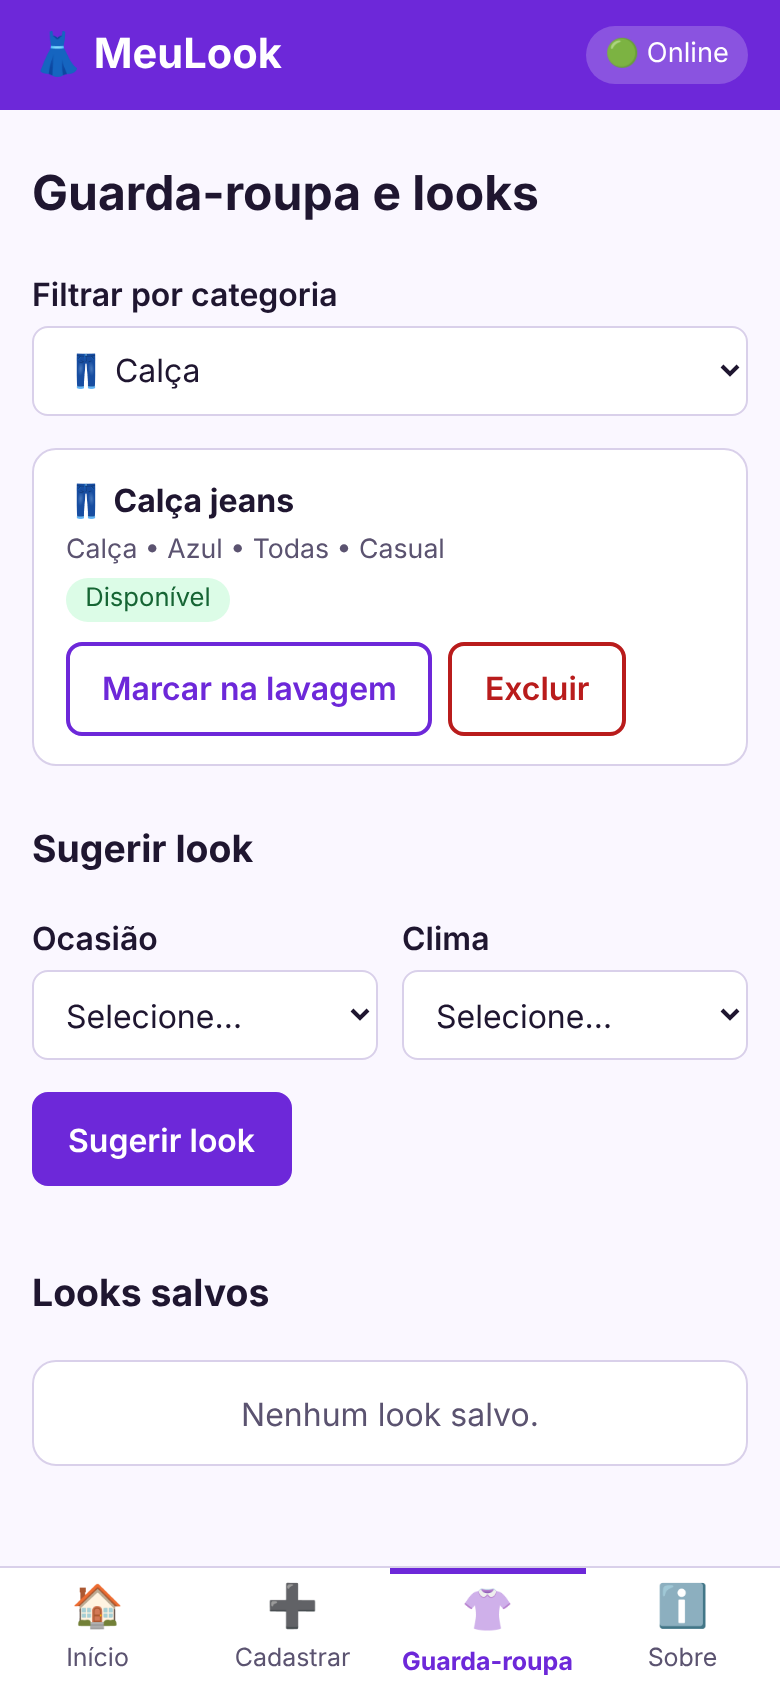 MeuLook
Online
Guarda-roupa e looks
Filtrar por categoria
Calça
Calça jeans
Calça • Azul • Todas • Casual
Disponível
Marcar na lavagem
Excluir
Sugerir look
Ocasião
Clima
Selecione...
Selecione...
Sugerir look
Looks salvos
Nenhum look salvo.
Início
Cadastrar
Guarda-roupa
Sobre